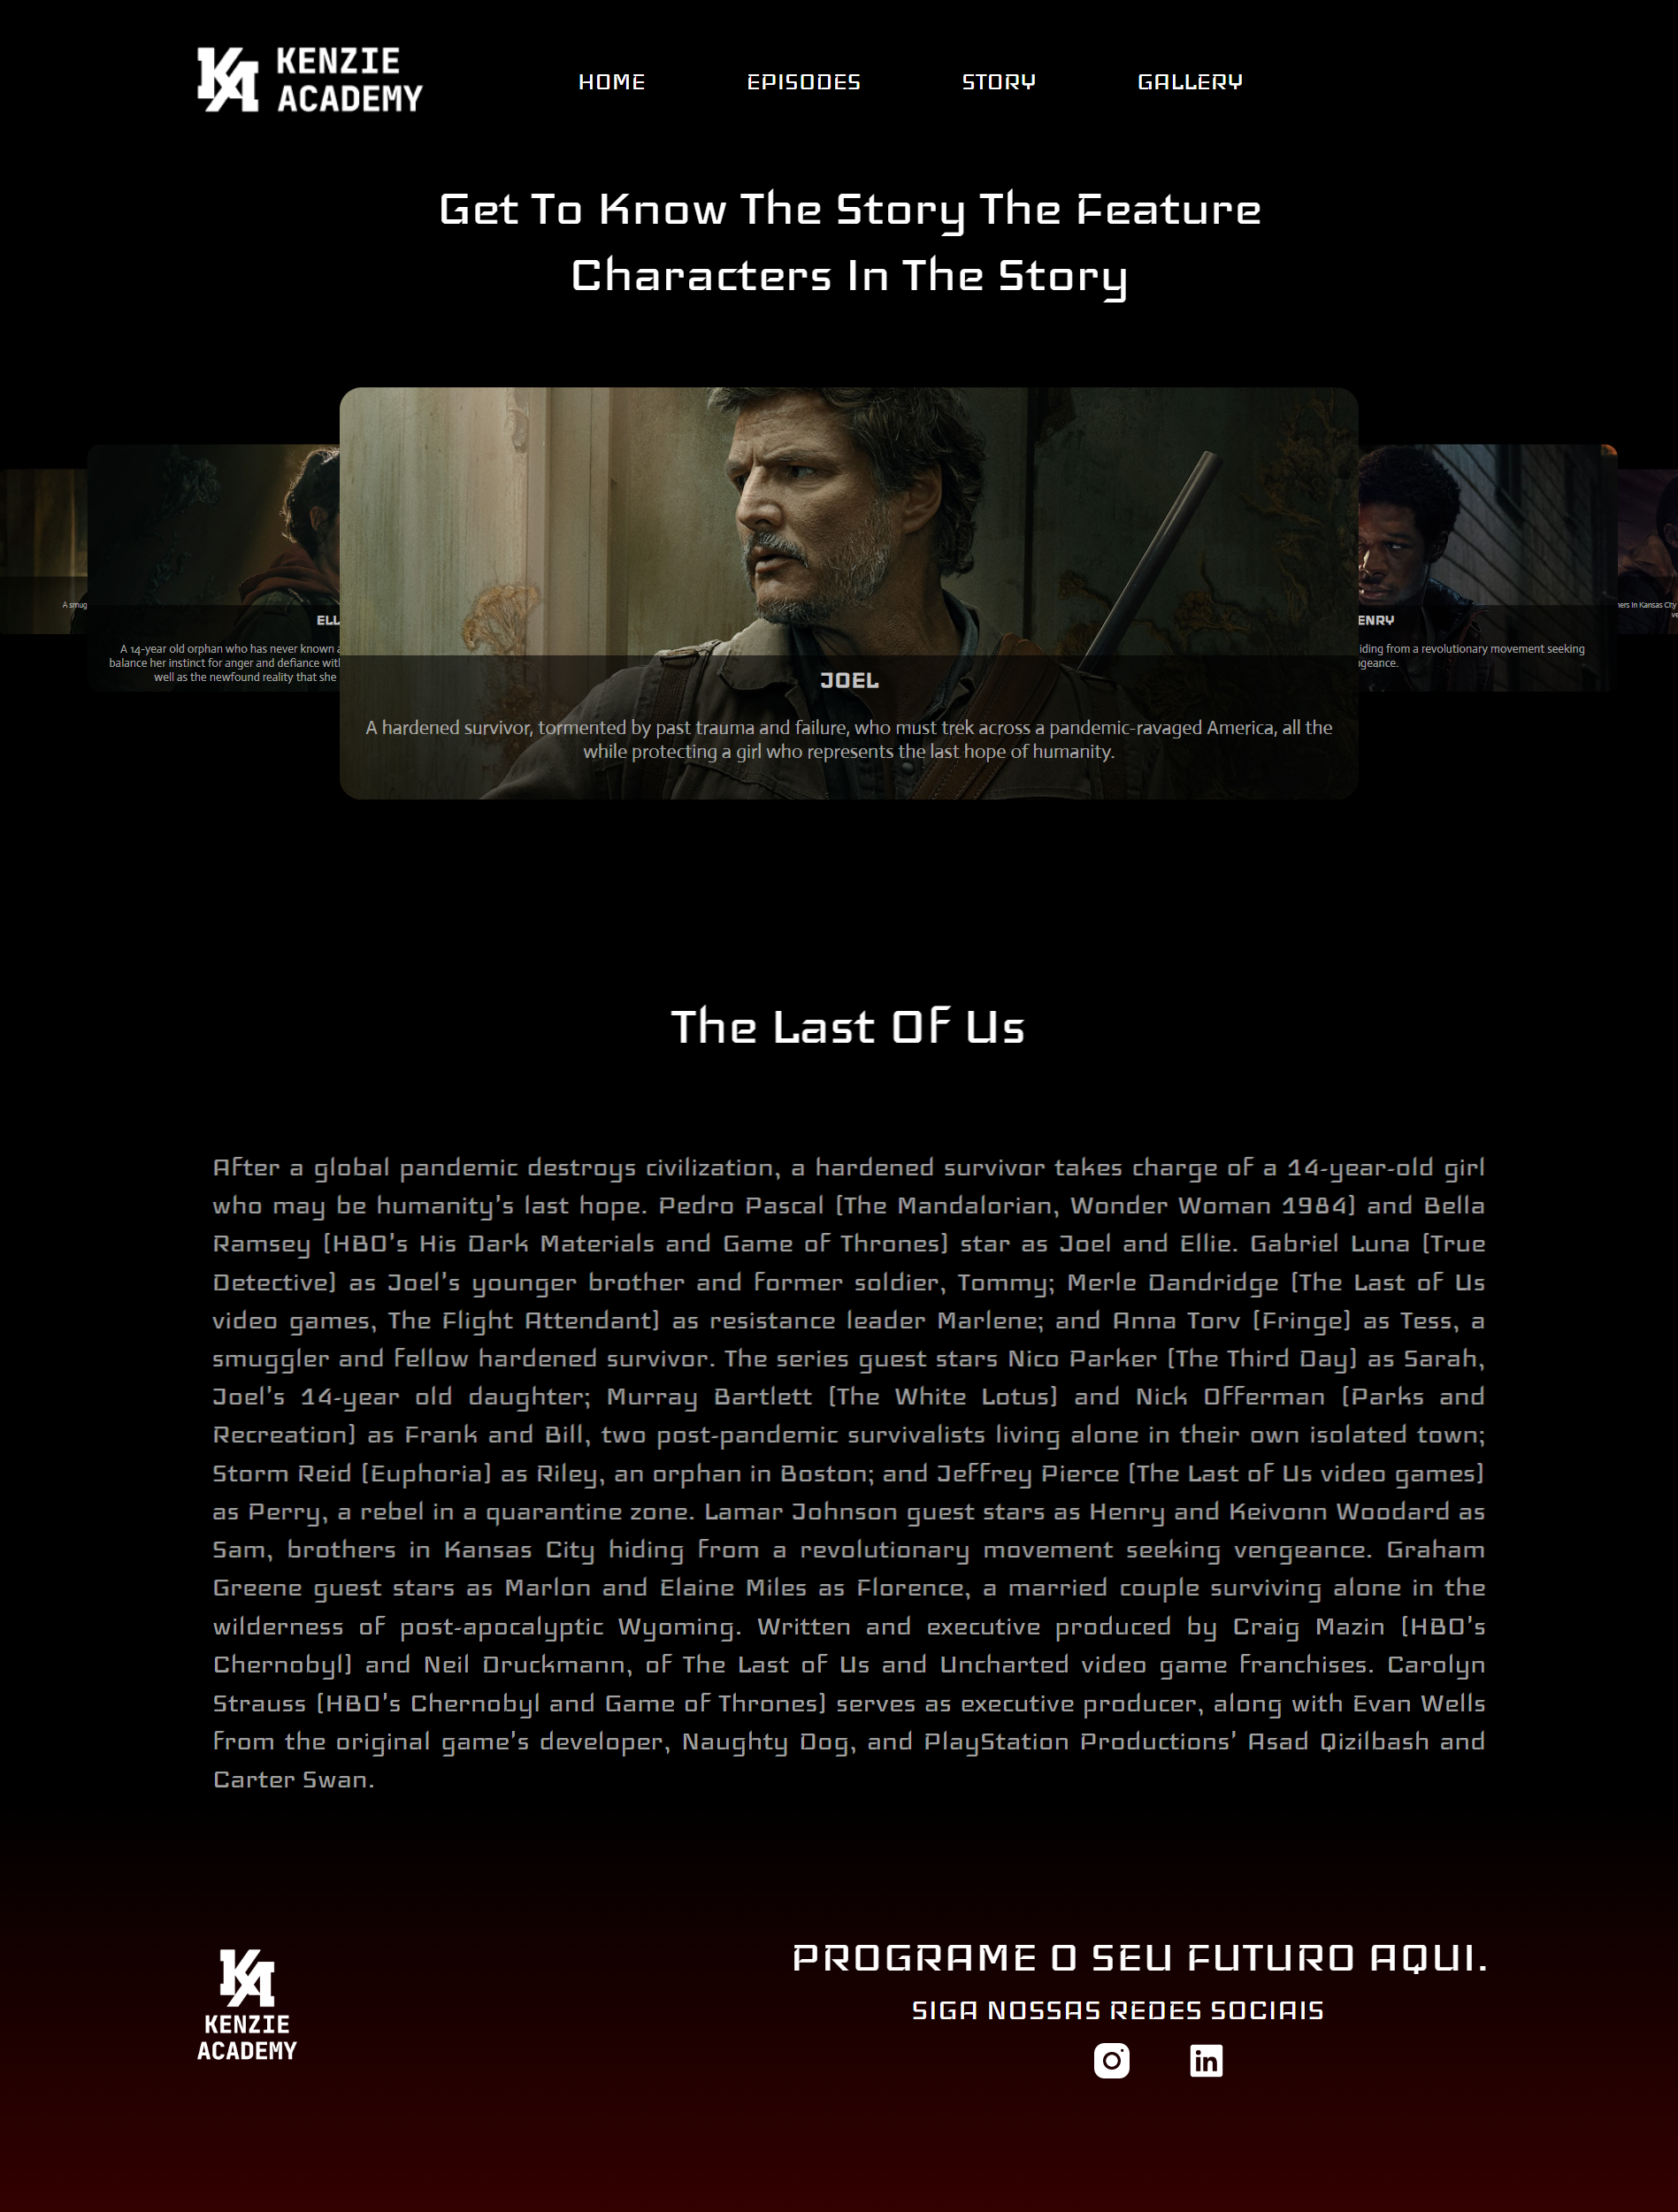 KENZIE
ACADEMY
HOME
EPISODES
STORY
GALLERY
Get To Know The Story The Feature
Characters In The Story
A
A 14-year old orphan who has never known
balance her instinct for anger and defiance
well as the newfound reality that she
JOEL
A hardened survivor, tormented by past trauma and failure, who must trek across a pandemic-ravaged America, all the
while protecting a girl who represents the last hope of humanity.
from a revolutionary movement seeking
in Kansas City
The Last Of Us
After a global pandemic destroys civilization, a hardened survivor takes charge of a 14-year-old girl
who may be humanity's last hope. Pedro Pascal (The Mandalorian, Wonder Woman 1984) and Bella
Ramsey (HBO's His Dark Materials and Game of Thrones) star as Joel and Ellie. Gabriel Luna (True
Detective) as Joel's younger brother and former soldier, Tommy; Merle Dandridge (The Last of Us
video games, The Flight Attendant) as resistance leader Marlene; and Anna Torv (Fringe) as Tess, a
smuggler and fellow hardened survivor. The series guest stars Nico Parker (The Third Day) as Sarah,
Joel's 14-year old daughter; Murray Bartlett (The White Lotus) and Nick Offerman (Parks and
Recreation) as Frank and Bill, two post-pandemic survivalists living alone in their own isolated town;
Storm Reid (Euphoria) as Riley, an orphan in Boston; and Jeffrey Pierce (The Last of Us video games)
as Perry, a rebel in a quarantine zone. Lamar Johnson guest stars as Henry and Keivonn Woodard as
Sam, brothers in Kansas City hiding from a revolutionary movement seeking vengeance. Graham
Greene guest stars as Marlon and Elaine Miles as Florence, a married couple surviving alone in the
wilderness of post-apocalyptic Wyoming. Written and executive produced by Craig Mazin (HBO's
Chernobyl) and Neil Druckmann, of The Last of Us and Uncharted video game franchises. Carolyn
Strauss (HBO's Chernobyl and Game of Thrones) serves as executive producer, along with Evan Wells
from the original game's developer, Naughty Dog, and PlayStation Productions' Asad Qizilbash and
Carter Swan.
KENZIE
ACADEMY
PROGRAME O SEU FUTURO AQUI.
SIGA NOSSAS REDES SOCIAIS
in